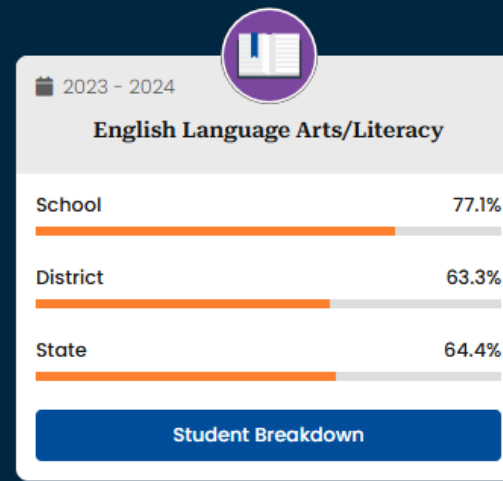 2023 - 2024
English Language Arts/Literacy
School 77.1%
District 63.3%
State 64.4%
Student Breakdown